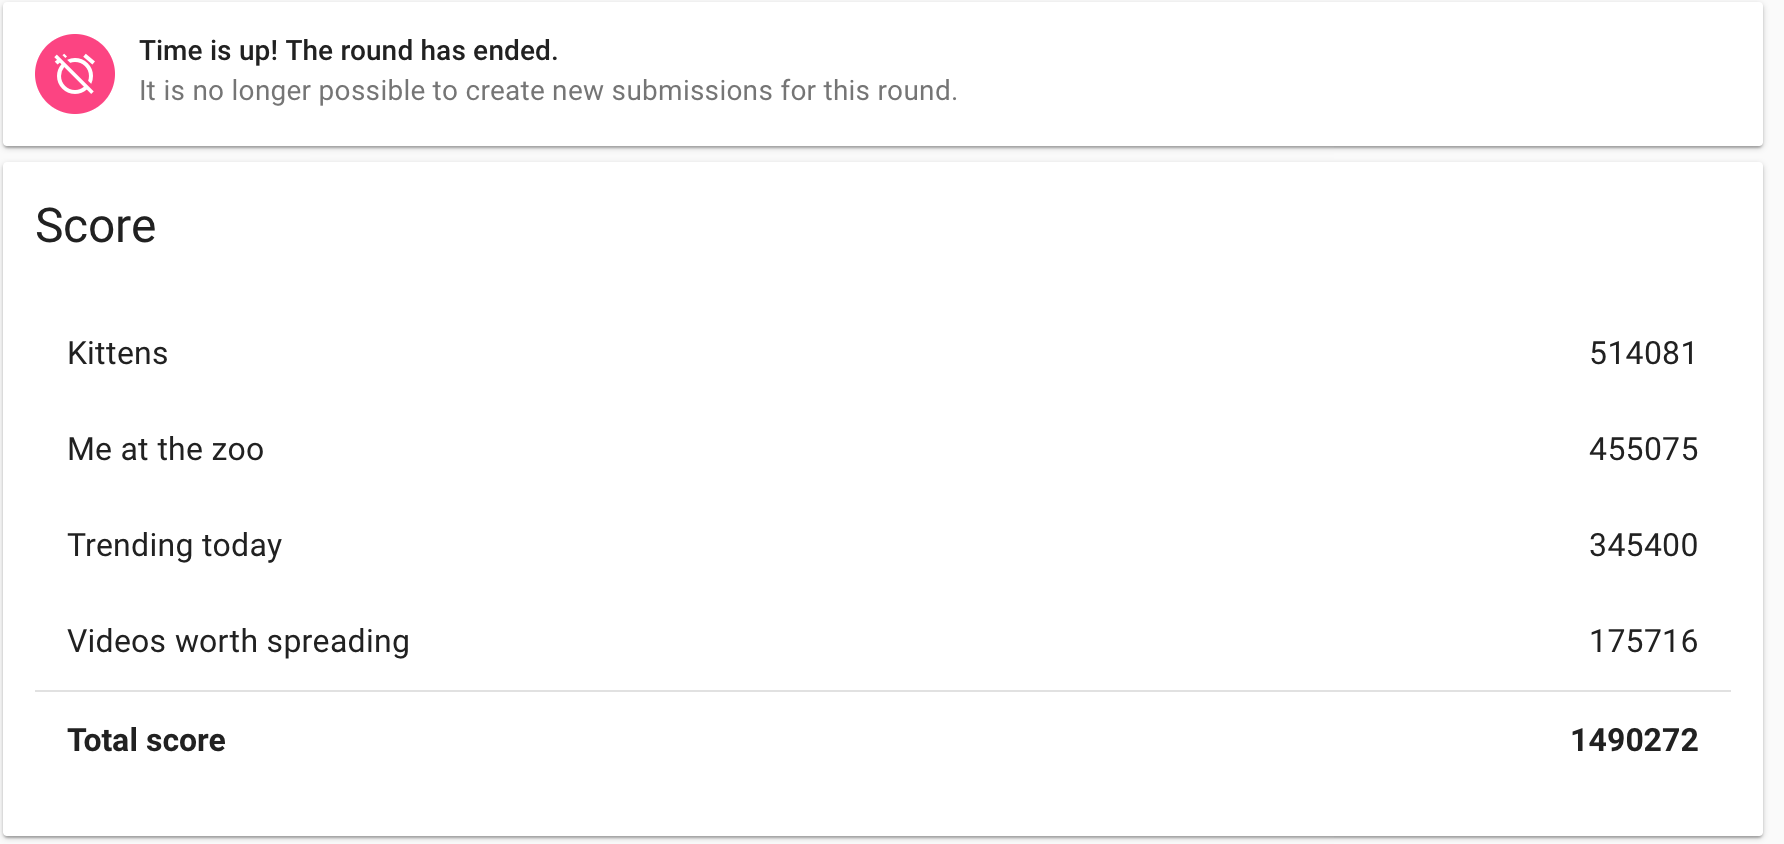 Time is up! The round has ended.
It is no longer possible to create new submissions for this round.
Score
Kittens 514081
Me at the zoo 455075
Trending today 345400
Videos worth spreading 175716
Total score 1490272